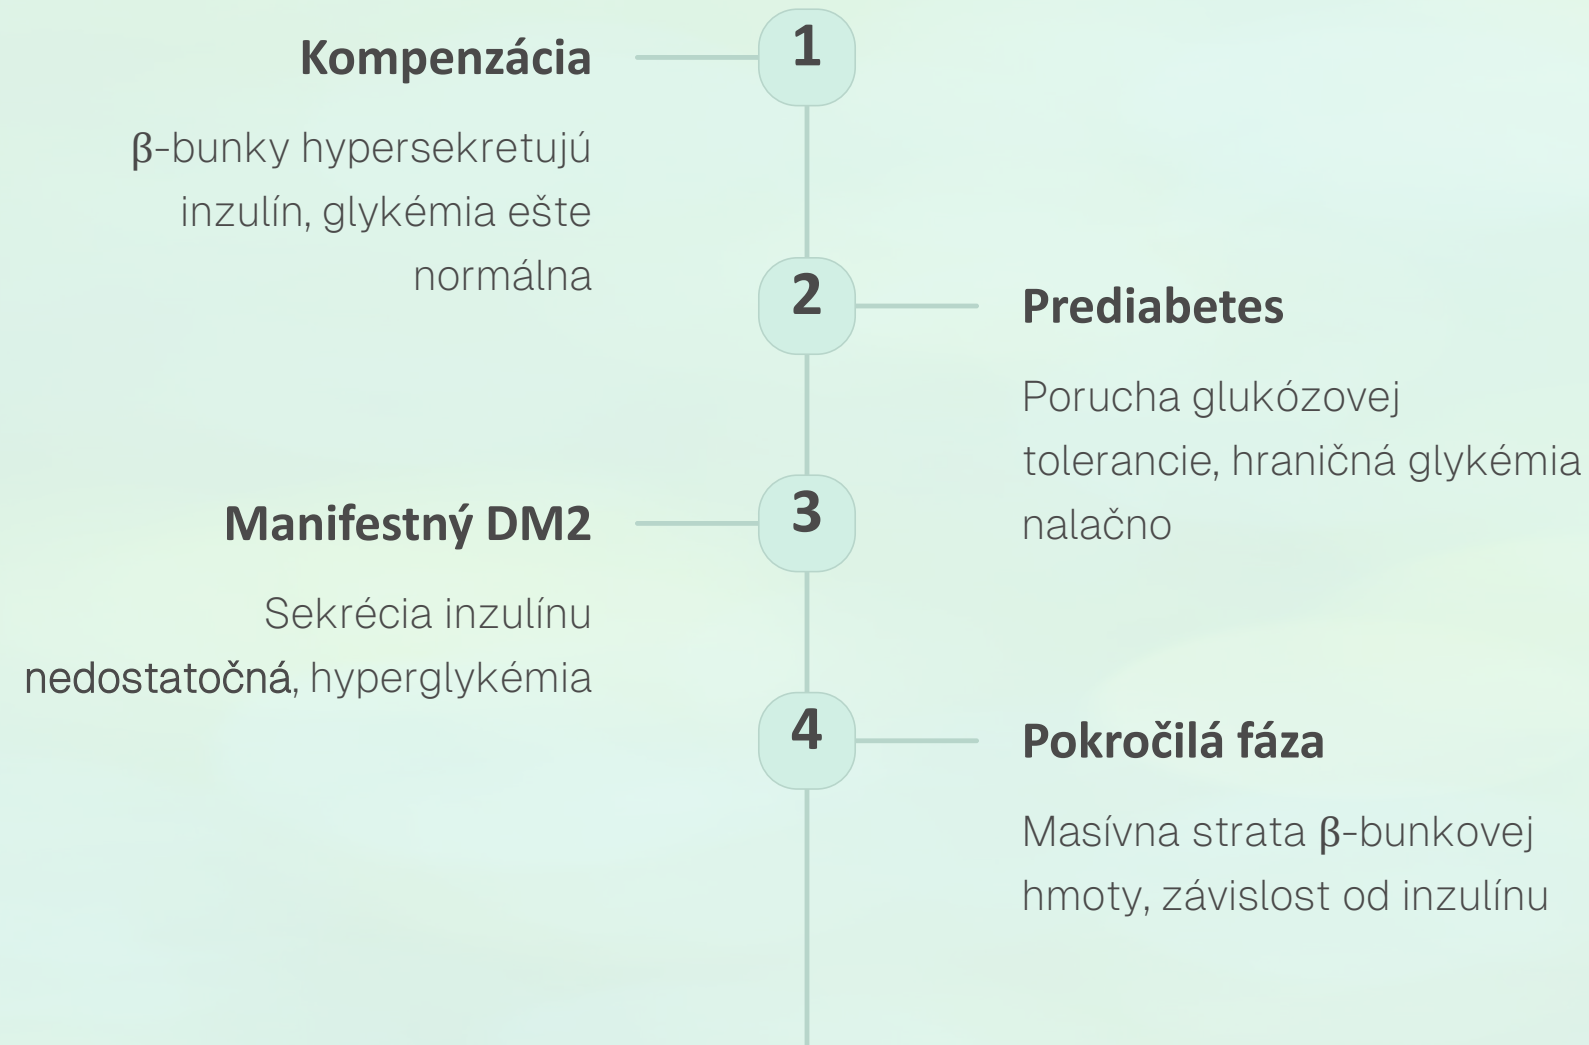 1
Kompenzácia
β-bunky hypersekretujú
inzulín, glykémia ešte
normálna
2
Prediabetes
Porucha glukózovej
tolerancie, hraničná glykémia
nalačno
3
Manifestný DM2
Sekrécia inzulínu
nedostatočná, hyperglykémia
4
Pokročilá fáza
Masívna strata β-bunkovej
hmoty, závislost od inzulínu